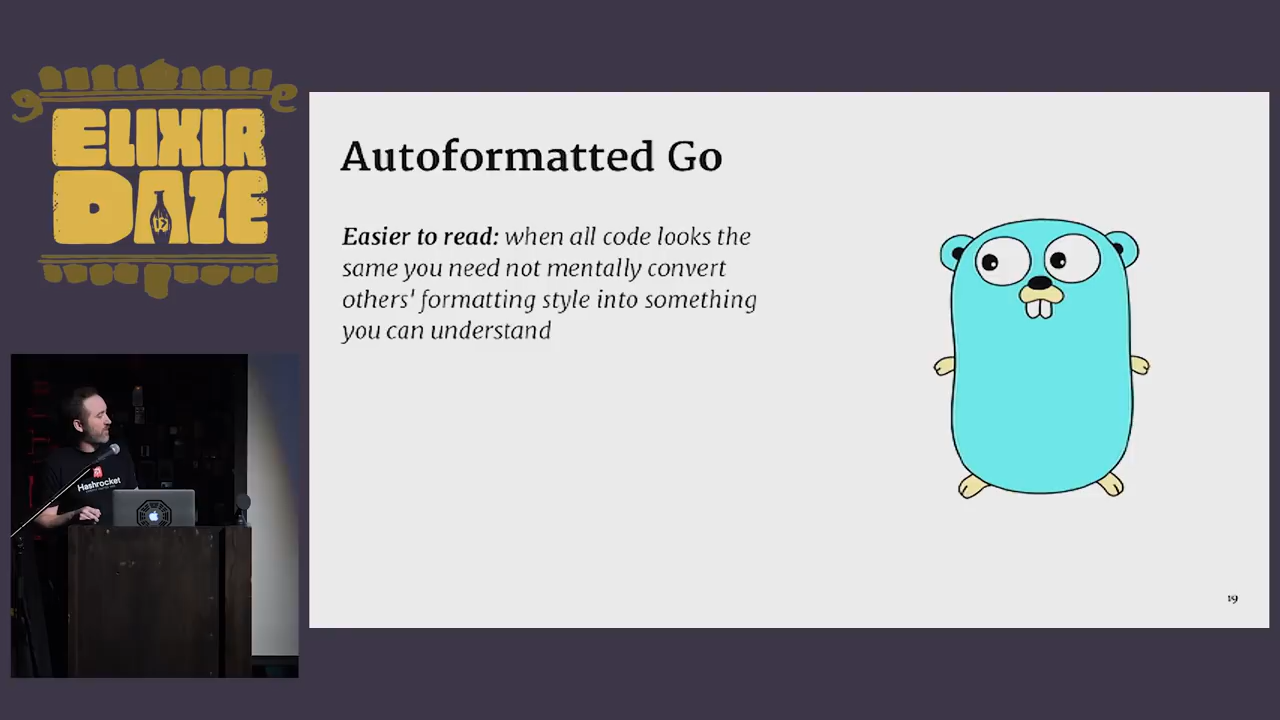 ELIXIR
DAZE
Autoformatted Go
Easier to read: when all code looks the
same you need not mentally convert
others' formatting style into something
you can understand
Hashrocket
19